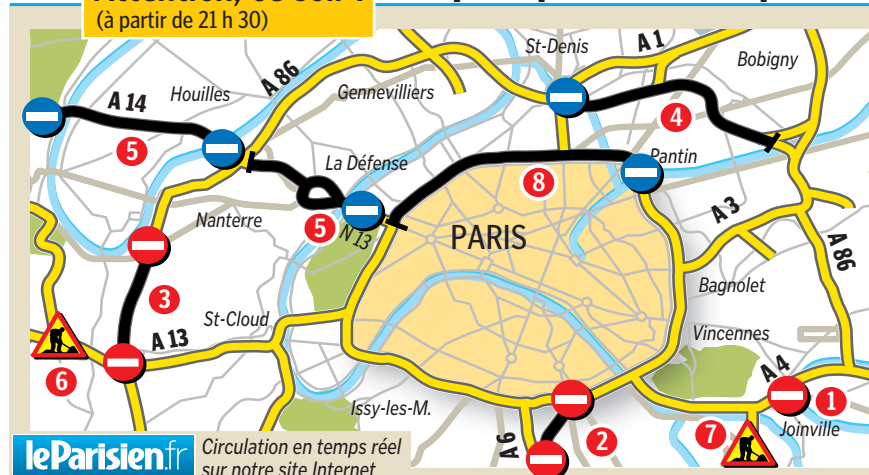 (à partir de 21 h 30)
St-Denis
A 1
Bobigny
A 86
Houilles
A 14
Gennevilliers
4
5
Pantin
La Défense
8
Nanterre
5
N 13
A 3
PARIS
A 86
3
Bagnolet
St-Cloud
A 13
Vincennes
6
A 4
1
Issy-les-M.
2
7
Joinville
A 6
leParisien.fr
Circulation en temps réel
sur notre site Internet